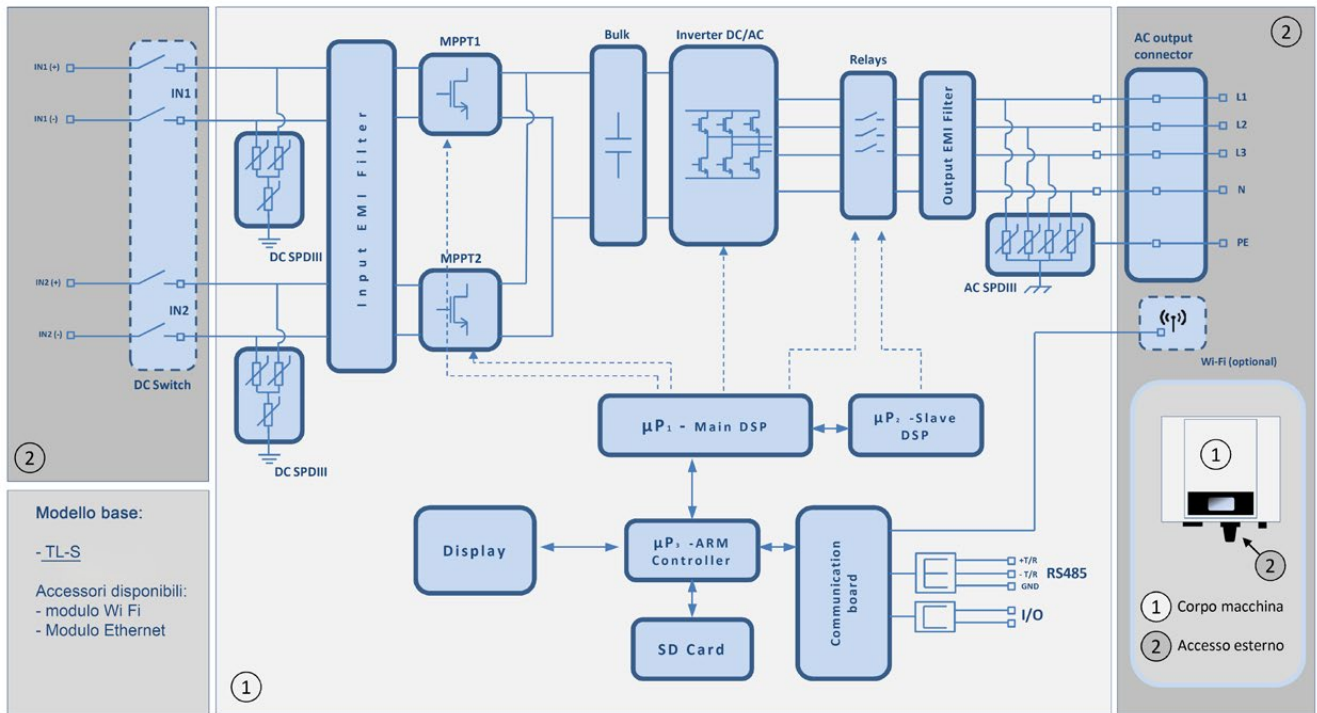 IN1 (+)
IN1 (-)
IN1
IN2 (+)
IN2 (-)
IN2
DC Switch
2
DC SPDIII
DC SPDIII
Input EMI Filter
MPPT1
MPPT2
Bulk
Inverter DC/AC
Relays
Output EMI Filter
AC SPDIII
2
AC output
connector
L1
L2
L3
N
PE
Wi-Fi (optional)
µP₁ - Main DSP
µP₂ -Slave
DSP
µP₃ -ARM
Controller
Display
SD Card
Communication
board
+T/R
- T/R
GND
RS485
I/O
1
Modello base:
- TL-S
Accessori disponibili:
- modulo Wi Fi
- Modulo Ethernet
1
2
1 Corpo macchina
2 Accesso esterno